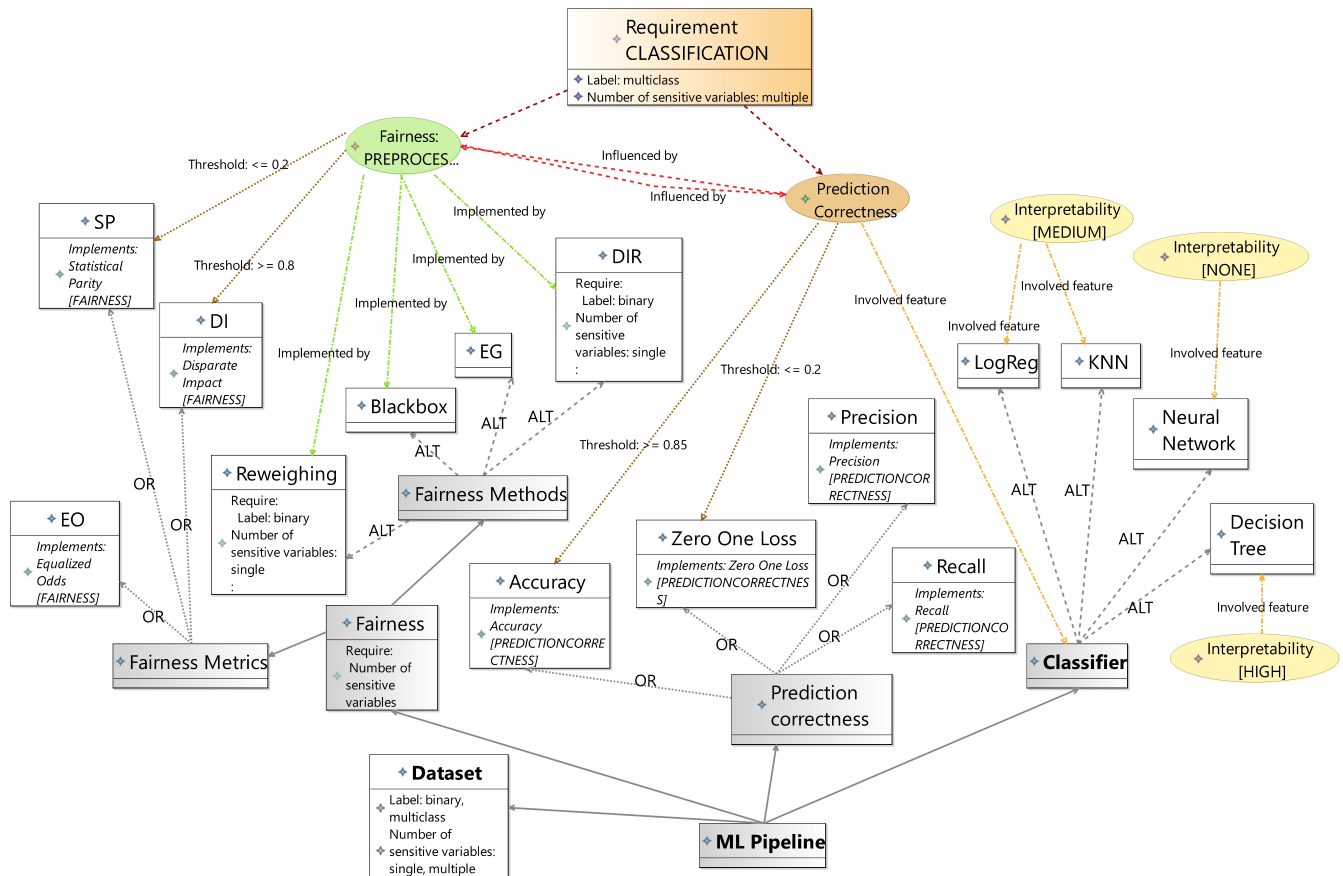 Requirement
CLASSIFICATION
Label: multiclass
Number of sensitive variables: multiple
Fairness:
PREPROCES...
Influenced by
Influenced by
Prediction
Correctness
Threshold: <= 0.2
Threshold: >= 0.8
Implemented by
Implemented by
Implemented by
Implemented by
Interpretability
[MEDIUM]
Interpretability
[NONE]
SP
Implements:
Statistical
Parity
[FAIRNESS]
DI
Implements:
Disparate
Impact
[FAIRNESS]
DIR
Require:
Label: binary
Number of
sensitive
variables: single
:
EG
Blackbox
Involved feature
Involved feature
Involved feature
Involved feature
LogReg
KNN
Neural
Network
Threshold: <= 0.2
Threshold: >= 0.85
Precision
Implements:
Precision
[PREDICTIONCOR
RECTNESS]
ALT
ALT
ALT
ALT
Reweighing
Require:
Label: binary
Number of
sensitive variables:
single
:
Fairness Methods
OR
OR
OR
EO
Implements:
Equalized
Odds
[FAIRNESS]
Zero One Loss
Implements: Zero One Loss
[PREDICTIONCORRECTNES
S]
Accuracy
Implements:
Accuracy
[PREDICTIONCORRE
CTNESS]
Recall
Implements:
Recall
[PREDICTIONCO
RRECTNESS]
OR
OR
OR
OR
ALT
ALT
ALT
ALT
Decision
Tree
Involved feature
Interpretability
[HIGH]
Fairness Metrics
Fairness
Require:
Number of
sensitive
variables
Prediction
correctness
Classifier
Dataset
Label: binary,
multiclass
Number of
sensitive variables:
single, multiple
ML Pipeline